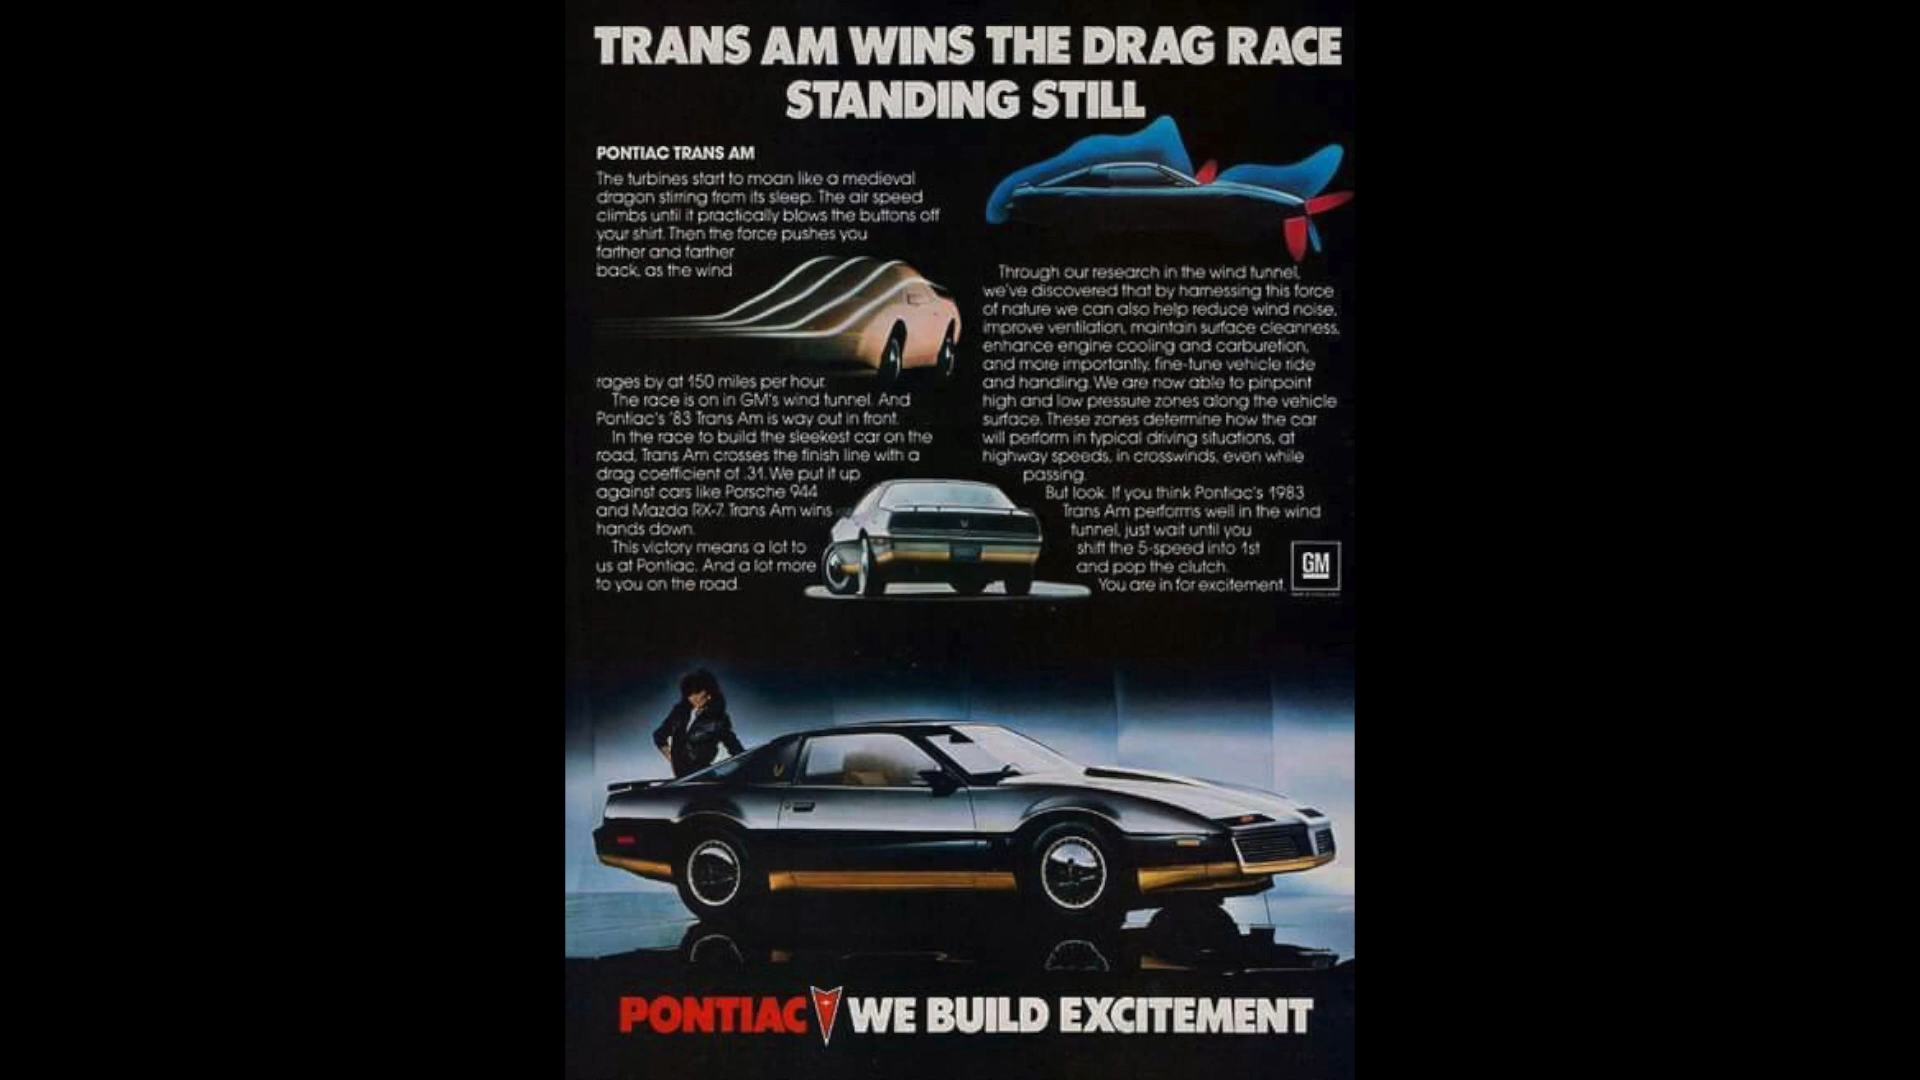 TRANS AM WINS THE DRAG RACE
STANDING STILL
PONTIAC TRANS AM
The turbines start to moan like a medieval
dragon stirring from its sleep. The air speed
climbs until it practically blows the buttons off
your shirt. Then the force pushes you
farther and farther
back, as the wind
rages by at 150 miles per hour.
The race is on in GM's wind tunnel. And
Pontiac's '83 Trans Am is way out in front.
In the race to build the sleekest car on the
road, Trans Am crosses the finish line with a
drag coefficient of .31. We put it up
against cars like Porsche 944
and Mazda RX-7. Trans Am wins
hands down.
This victory means a lot to
us at Pontiac. And a lot more
to you on the road.
Through our research in the wind tunnel,
we've discovered that by harnessing this force
of nature we can also help reduce wind noise,
improve ventilation, maintain surface cleanness,
enhance engine cooling and carburetion,
and more importantly, fine-tune vehicle ride
and handling. We are now able to pinpoint
high and low pressure zones along the vehicle
surface. These zones determine how the car
will perform in typical driving situations, at
highway speeds, in crosswinds, even while
passing.
But look. If you think Pontiac's 1983
Trans Am performs well in the wind
tunnel, just wait until you
shift the 5-speed into 1st
and pop the clutch.
You are in for excitement.
GM
PONTIAC WE BUILD EXCITEMENT